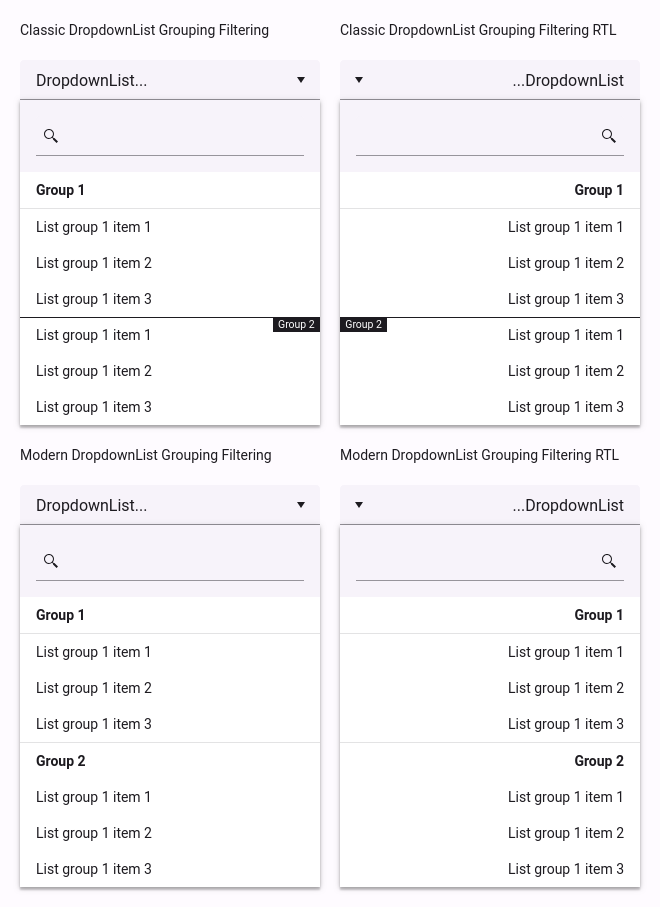 Classic DropdownList Grouping Filtering
DropdownList...
Group 1
List group 1 item 1
List group 1 item 2
List group 1 item 3
Group 2
List group 1 item 1
List group 1 item 2
List group 1 item 3
Classic DropdownList Grouping Filtering RTL
...DropdownList
Group 1
List group 1 item 1
List group 1 item 2
List group 1 item 3
Group 2
List group 1 item 1
List group 1 item 2
List group 1 item 3
Modern DropdownList Grouping Filtering
DropdownList...
Group 1
List group 1 item 1
List group 1 item 2
List group 1 item 3
Group 2
List group 1 item 1
List group 1 item 2
List group 1 item 3
Modern DropdownList Grouping Filtering RTL
...DropdownList
Group 1
List group 1 item 1
List group 1 item 2
List group 1 item 3
Group 2
List group 1 item 1
List group 1 item 2
List group 1 item 3